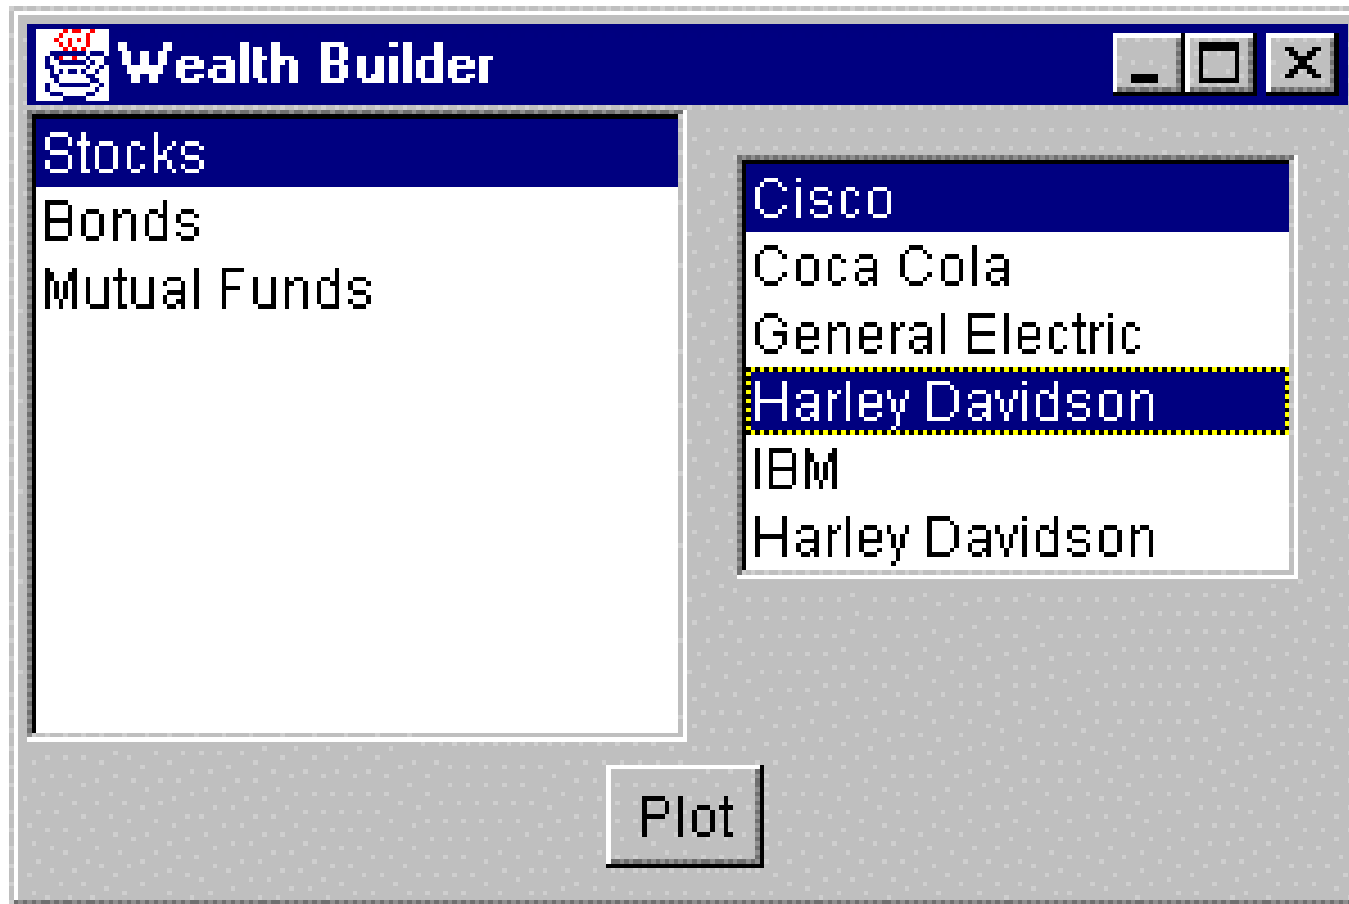 Wealth Builder
Stocks
Bonds
Mutual Funds
Cisco
Coca Cola
General Electric
Harley Davidson
IBM
Harley Davidson
Plot